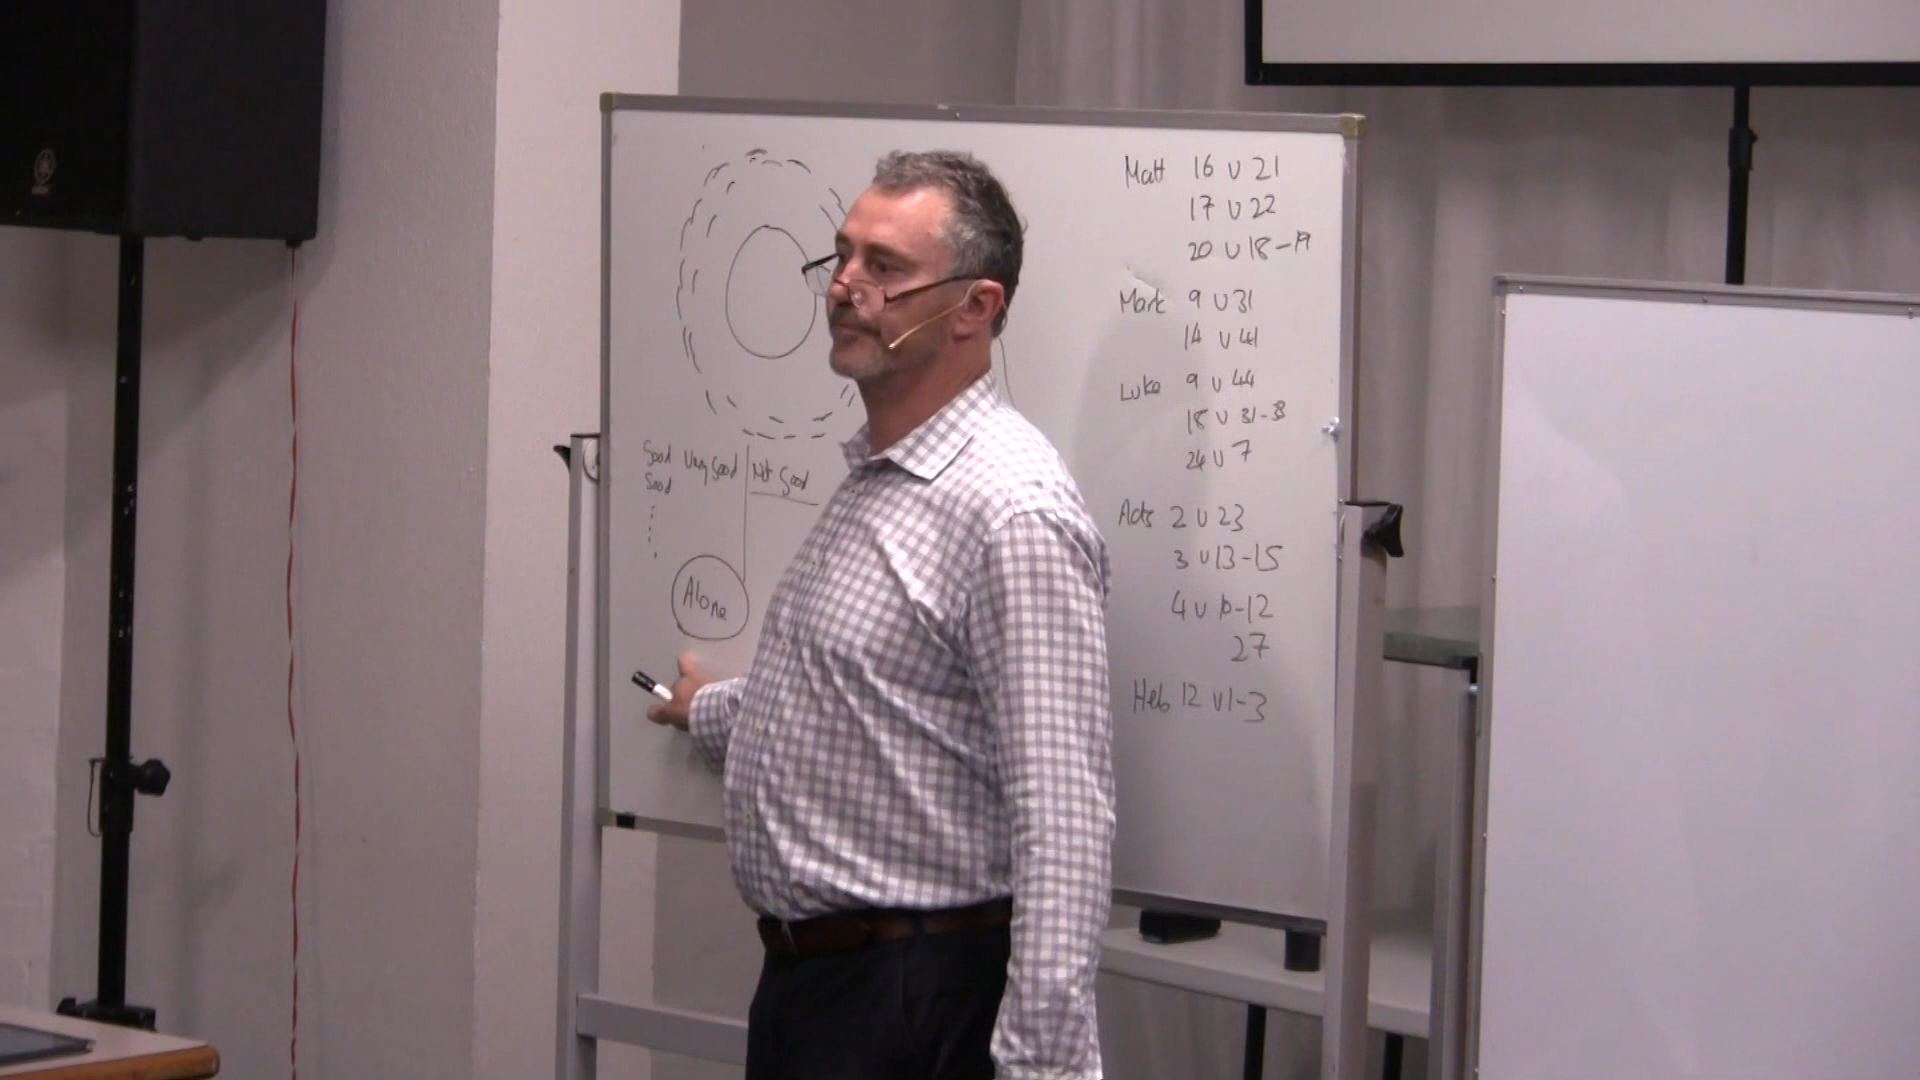 Good Very Good Not Good
Good
Alone
Matt 16 v 21
17 v 22
20 v 18-19
Mark 9 v 31
14 v 41
Luke 9 v 44
18 v 31-33
24 v 7
Acts 2 v 23
3 v 13-15
4 v 10-12
27
Heb 12 v 1-3